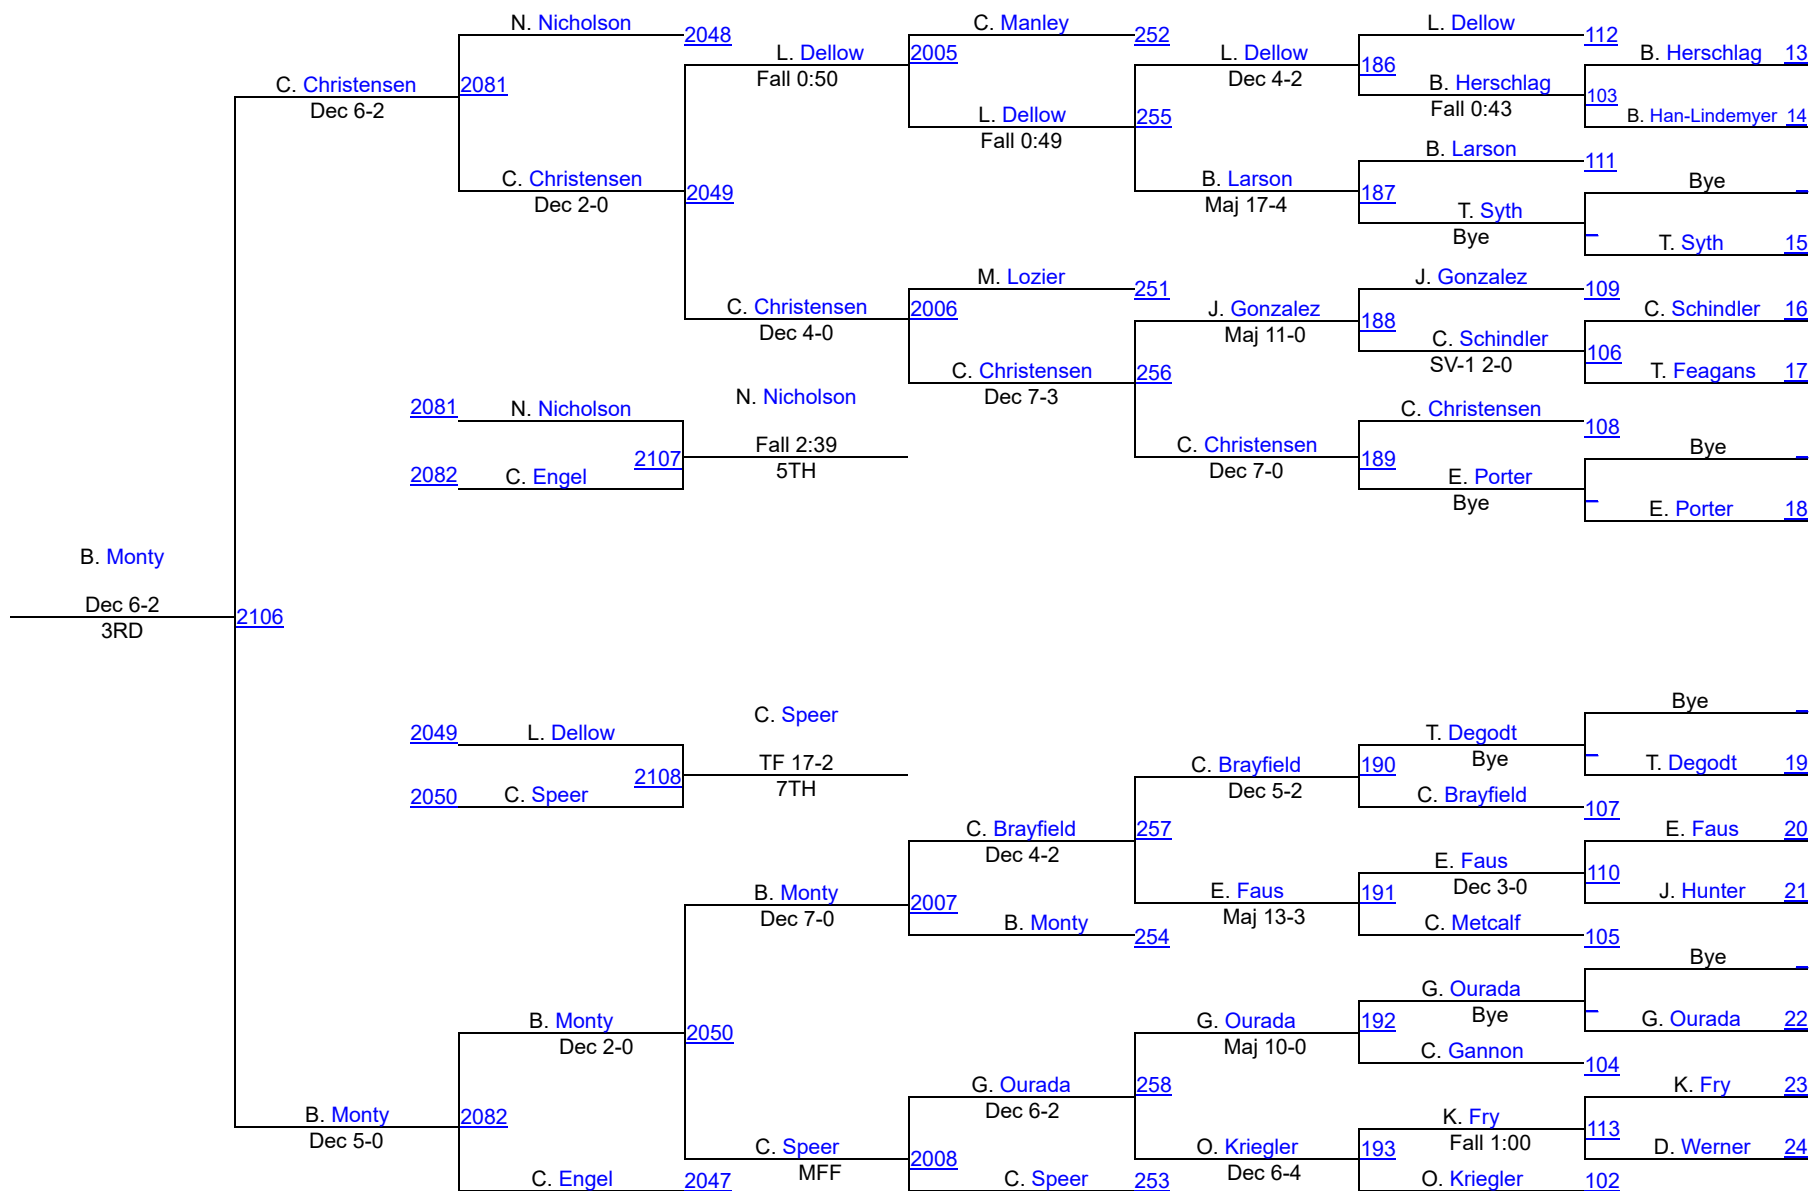 N. Nicholson
2048
C. Christensen
Dec 6-2
2081
C. Christensen
Dec 2-0
L. Dellow
Fall 0:50
2005
C. Manley
252
L. Dellow
Fall 0:49
255
L. Dellow
Dec 4-2
186
L. Dellow
112
B. Herschlag
Fall 0:43
103
B. Herschlag 13
B. Han-Lindemyer 14
B. Larson
Maj 17-4
187
B. Larson
111
T. Syth
Bye
Bye
T. Syth 15
2049
C. Christensen
Dec 4-0
2006
M. Lozier
251
C. Christensen
Dec 7-3
256
J. Gonzalez
Maj 11-0
188
J. Gonzalez
109
C. Schindler
SV-1 2-0
106
C. Schindler 16
T. Feagans 17
C. Christensen
Dec 7-0
189
C. Christensen
108
E. Porter
Bye
Bye
E. Porter 18
2081 N. Nicholson
2082 C. Engel
2107
N. Nicholson
Fall 2:39
5TH
B. Monty
Dec 6-2
3RD
2106
2049 L. Dellow
2050 C. Speer
2108
C. Speer
TF 17-2
7TH
B. Monty
Dec 5-0
2082
B. Monty
Dec 2-0
2050
B. Monty
Dec 7-0
2007
C. Brayfield
Dec 4-2
257
C. Brayfield
Dec 5-2
190
T. Degodt
Bye
Bye
T. Degodt 19
C. Brayfield
107
E. Faus
Maj 13-3
191
E. Faus
Dec 3-0
110
E. Faus 20
J. Hunter 21
C. Metcalf
105
B. Monty
254
C. Speer
MFF
2008
G. Ourada
Dec 6-2
258
G. Ourada
Maj 10-0
192
G. Ourada
Bye
Bye
G. Ourada 22
C. Gannon
104
O. Kriegler
Dec 6-4
193
K. Fry
Fall 1:00
113
K. Fry 23
D. Werner 24
O. Kriegler
102
C. Speer
253
C. Engel
2047